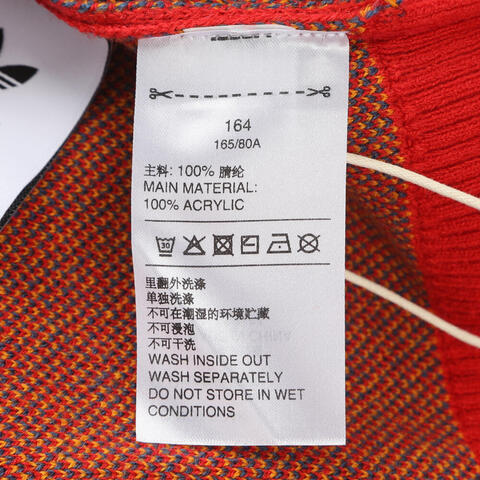 164
165/80A
主料: 100% 腈纶
MAIN MATERIAL:
100% ACRYLIC
30
里翻外洗涤
单独洗涤
不可在潮湿的环境贮藏
不可浸泡
不可干洗
WASH INSIDE OUT
WASH SEPARATELY
DO NOT STORE IN WET
CONDITIONS